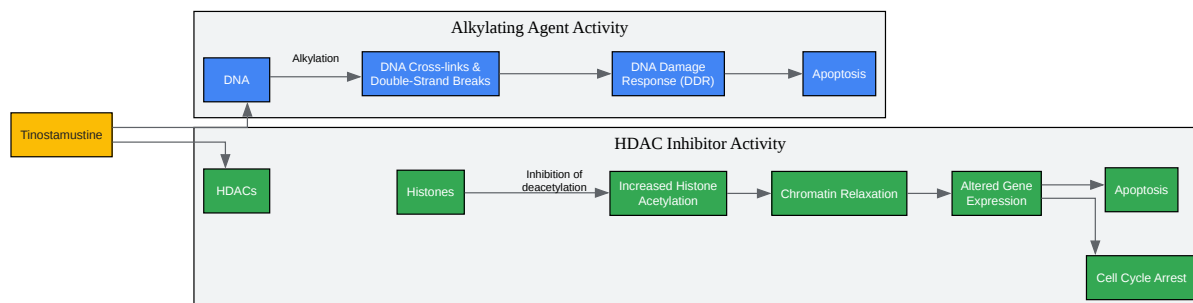 Alkylating Agent Activity
DNA
Alkylation
DNA Cross-links &
Double-Strand Breaks
DNA Damage
Response (DDR)
Apoptosis
Tinostamustine
HDAC Inhibitor Activity
HDACs
Histones
Inhibition of
deacetylation
Increased Histone
Acetylation
Chromatin Relaxation
Altered Gene
Expression
Apoptosis
Cell Cycle Arrest